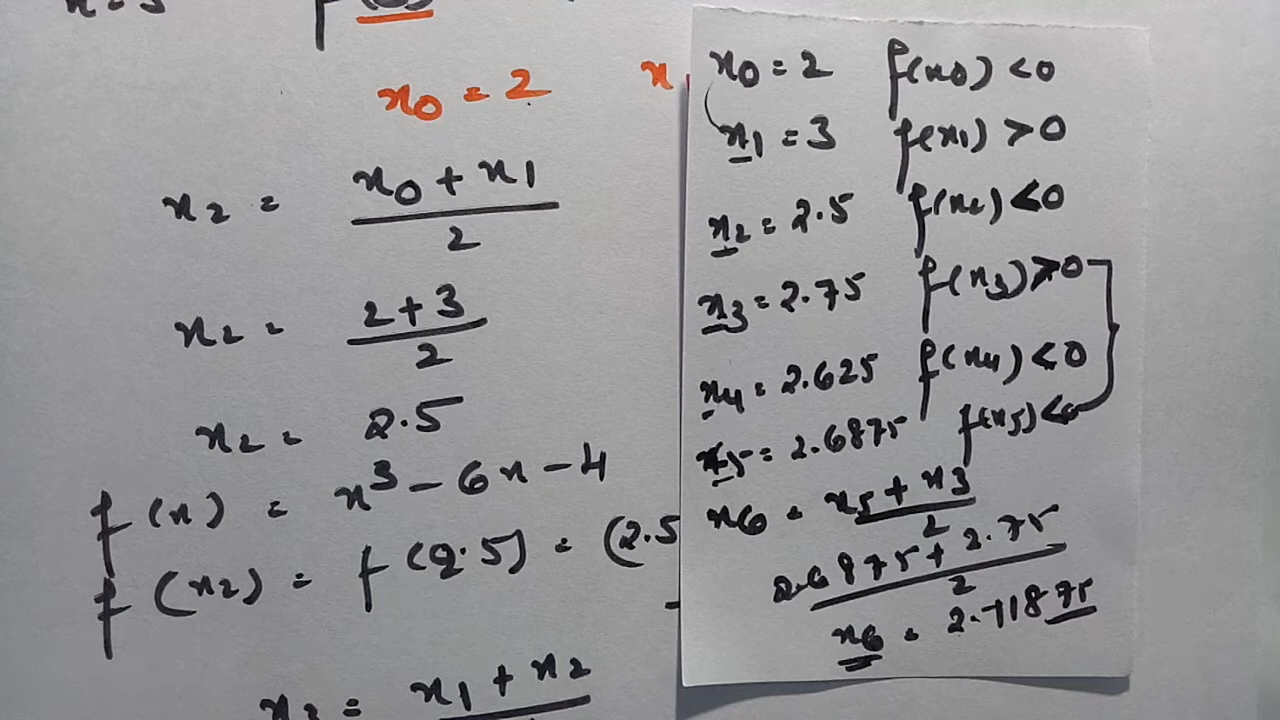 x0 = 2
x2 = x0 + x1 / 2
x2 = 2 + 3 / 2
x2 = 2.5
f(x) = x³ - 6x - 4
f(x2) = f(2.5) = (2.5
x1 + x2
x0 = 2 f(x0) < 0
x1 = 3 f(x1) > 0
x2 = 2.5 f(x2) < 0
x3 = 2.75 f(x3) > 0
x4 = 2.625 f(x4) < 0
x5 = 2.6875 f(x5) < 0
x6 = x5 + x3 / 2
2.6875 + 2.75 / 2
x6 = 2.71875